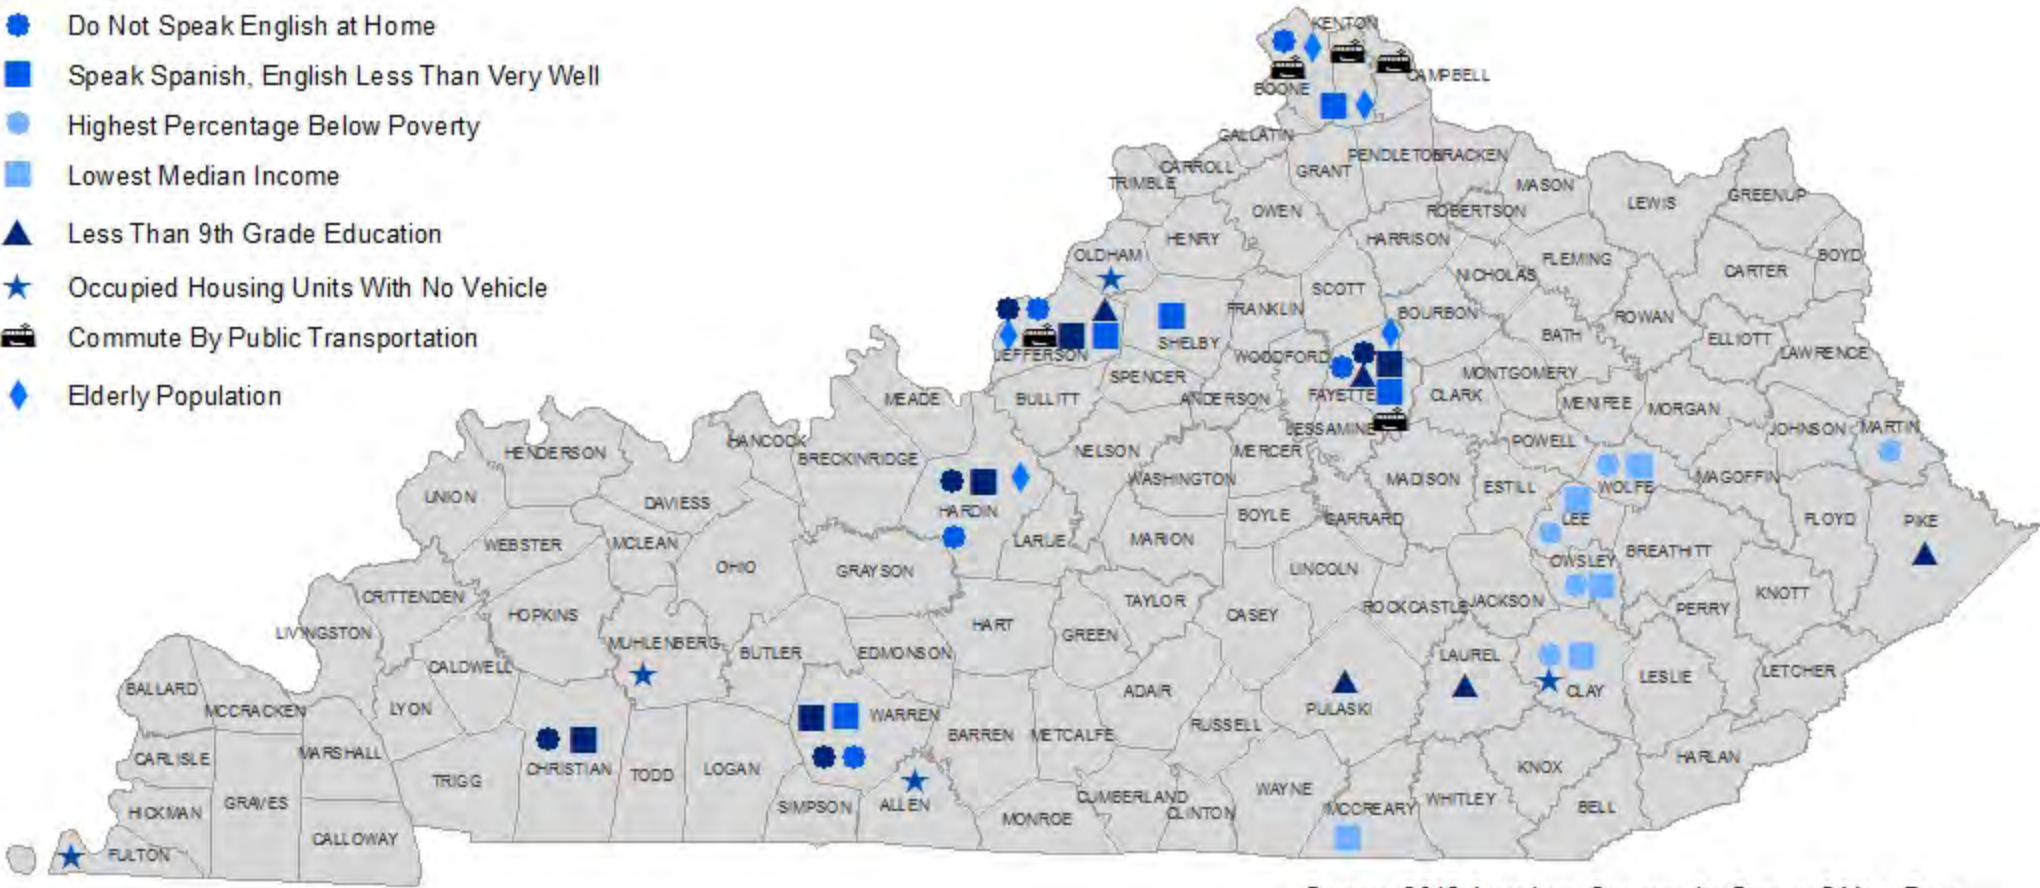 Do Not Speak English at Home
Speak Spanish, English Less Than Very Well
Highest Percentage Below Poverty
Lowest Median Income
Less Than 9th Grade Education
Occupied Housing Units With No Vehicle
Commute By Public Transportation
Elderly Population
KENTON
CAMPBELL
BOONE
GALLATIN
PENDLETON
BRACKEN
CARROLL
GRANT
TRIMBLE
MASON
LEWIS
GREENUP
OWEN
ROBERTSON
HENRY
HARRISON
OLDHAM
FLEMING
BOYD
NICHOLAS
CARTER
SCOTT
FRANKLIN
BOURBON
ROWAN
BATH
ELLIOTT
SHELBY
JEFFERSON
WOODFORD
LAWRENCE
SPENCER
MONTGOMERY
MEADE
BULLITT
ANDERSON
FAYETTE
CLARK
MENIFEE
MORGAN
JESSAMINE
JOHNSON
MARTIN
HANCOCK
POWELL
HENDERSON
BRECKINRIDGE
NELSON
MERCER
WASHINGTON
MADISON
ESTILL
WOLFE
MAGOFFIN
UNION
DAVIESS
HARDIN
BOYLE
GARRARD
LEE
FLOYD
PIKE
WEBSTER
MCLEAN
LARUE
MARION
BREATHITT
OWSLEY
OHIO
GRAYSON
LINCOLN
CRITTENDEN
TAYLOR
ROCKCASTLE
JACKSON
KNOTT
PERRY
HOPKINS
CASEY
LIVINGSTON
HART
GREEN
MUHLENBERG
BUTLER
EDMONSON
LAUREL
CALDWELL
LETCHER
LESLIE
BALLARD
ADAIR
CLAY
MCCRACKEN
LYON
PULASKI
WARREN
RUSSELL
BARREN
METCALFE
MARSHALL
CARLISLE
HARLAN
CHRISTIAN
TODD
LOGAN
KNOX
TRIGG
WAYNE
CUMBERLAND
WHITLEY
GRAVES
SIMPSON
ALLEN
MCCREARY
BELL
HICKMAN
CLINTON
MONROE
CALLOWAY
FULTON